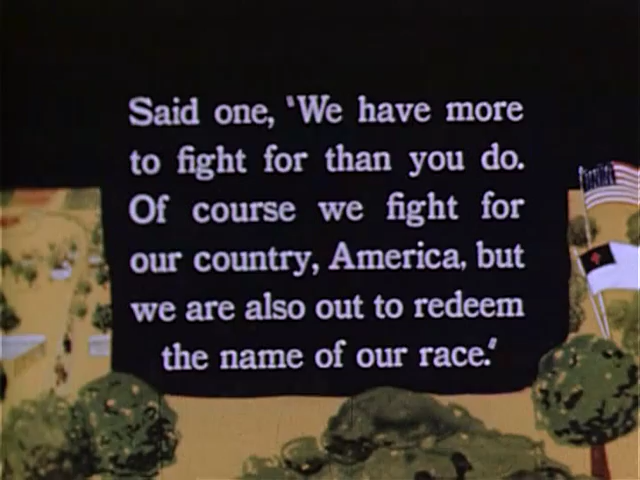 Said one, 'We have more
to fight for than you do.
Of course we fight for
our country, America, but
we are also out to redeem
the name of our race.'